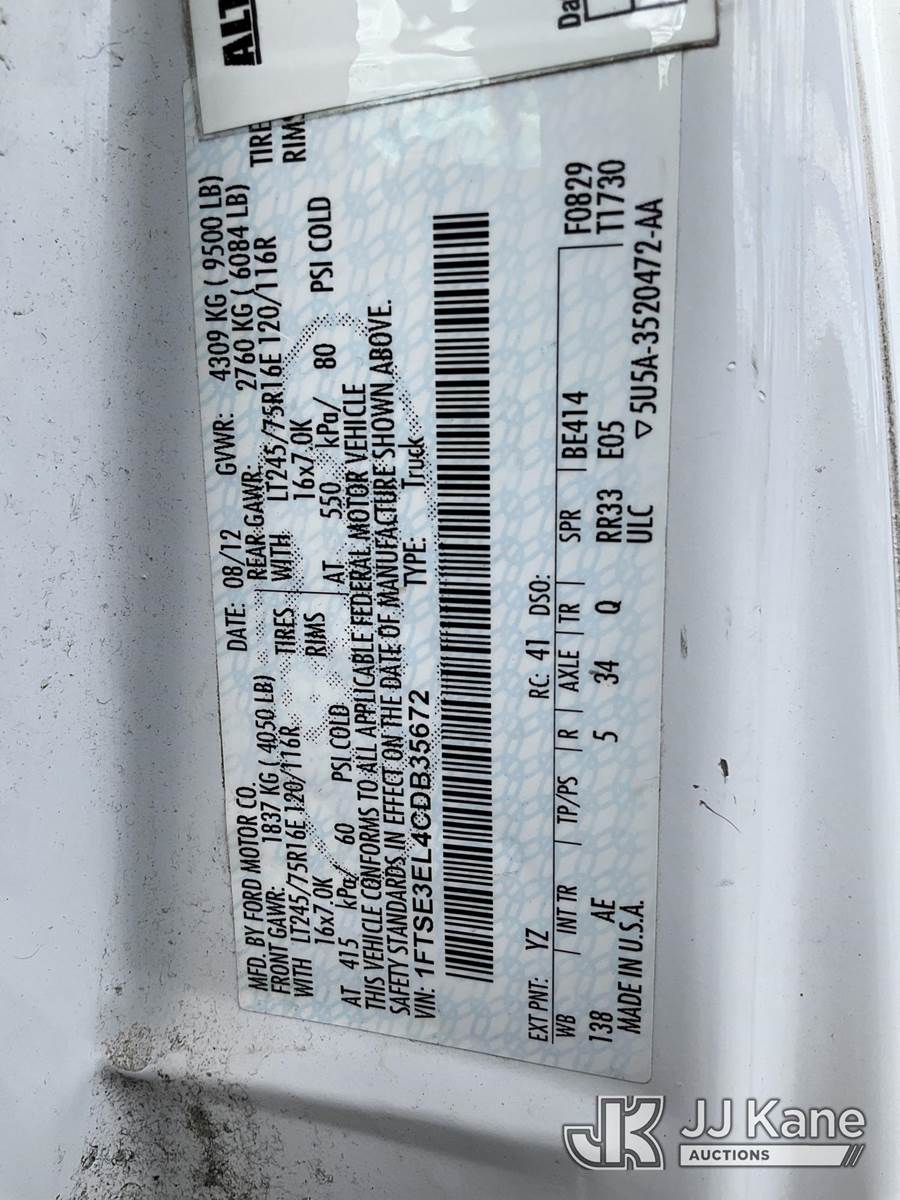 ALT
Da
MFD. BY FORD MOTOR CO.
DATE: 08/12
GVWR: 4309 KG ( 9500 LB)
FRONT GAWR: 1837 KG ( 4050 LB)
REAR GAWR: 2760 KG ( 6084 LB)
WITH LT245/75R16E 120/116R TIRES
WITH LT245/75R16E 120/116R TIRE
16x7.0K RIMS
16x7.0K RIMS
AT 415 kPa/ 60 PSI COLD
AT 550 kPa/ 80 PSI COLD
THIS VEHICLE CONFORMS TO ALL APPLICABLE FEDERAL MOTOR VEHICLE
SAFETY STANDARDS IN EFFECT ON THE DATE OF MANUFACTURE SHOWN ABOVE.
VIN: 1FTSE3EL4CDB35672
TYPE: Truck
EXT PNT: YZ RC: 41 DSO:
WB | INT TR | TP/PS | R | AXLE | TR | SPR | BE414 F0829
138 AE 5 34 Q RR33 E05 T1730
MADE IN U.S.A. ULC ▽5U5A-3520472-AA
JK JJ Kane
AUCTIONS